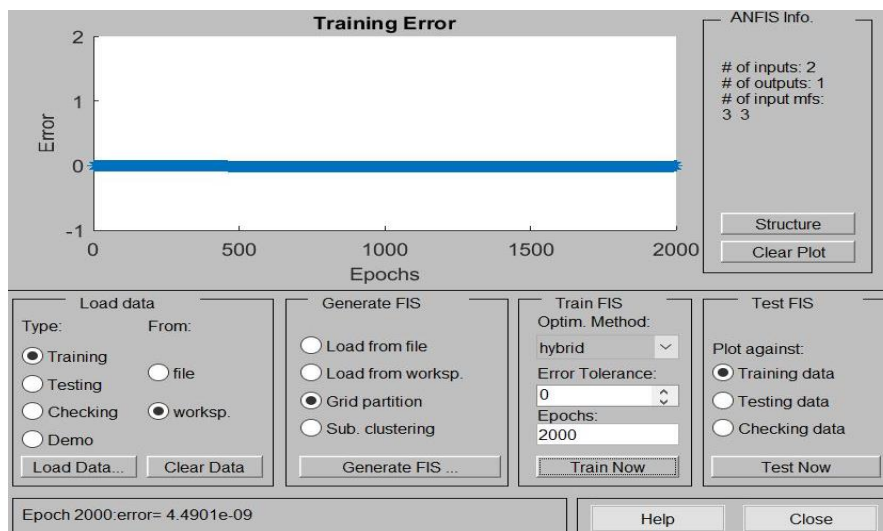 Training Error
2
1
0
-1
Error
0
500
1000
1500
2000
Epochs
ANFIS Info.
# of inputs: 2
# of outputs: 1
# of input mfs:
3 3
Structure
Clear Plot
Load data
Type:
From:
Training
Testing
Checking
Demo
file
worksp.
Load Data...
Clear Data
Generate FIS
Load from file
Load from worksp.
Grid partition
Sub. clustering
Generate FIS ...
Train FIS
Optim. Method:
hybrid
Error Tolerance:
0
Epochs:
2000
Train Now
Test FIS
Plot against:
Training data
Testing data
Checking data
Test Now
Epoch 2000:error= 4.4901e-09
Help
Close